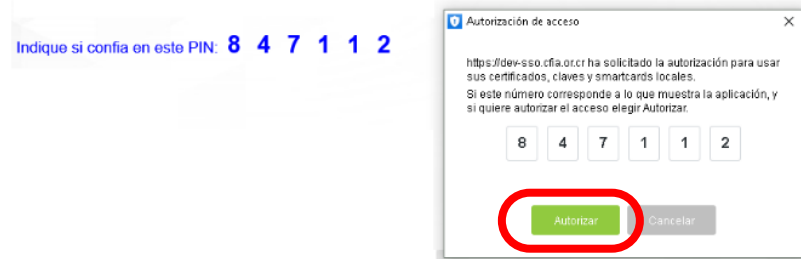 Indique si confia en este PIN: 8 4 7 1 1 2
Autorización de acceso
https://dev-sso.cfia.or.cr ha solicitado la autorización para usar
sus certificados, claves y smartcards locales.
Si este número corresponde a lo que muestra la aplicación, y
si quiere autorizar el acceso elegir Autorizar.
8 4 7 1 1 2
Autorizar
Cancelar